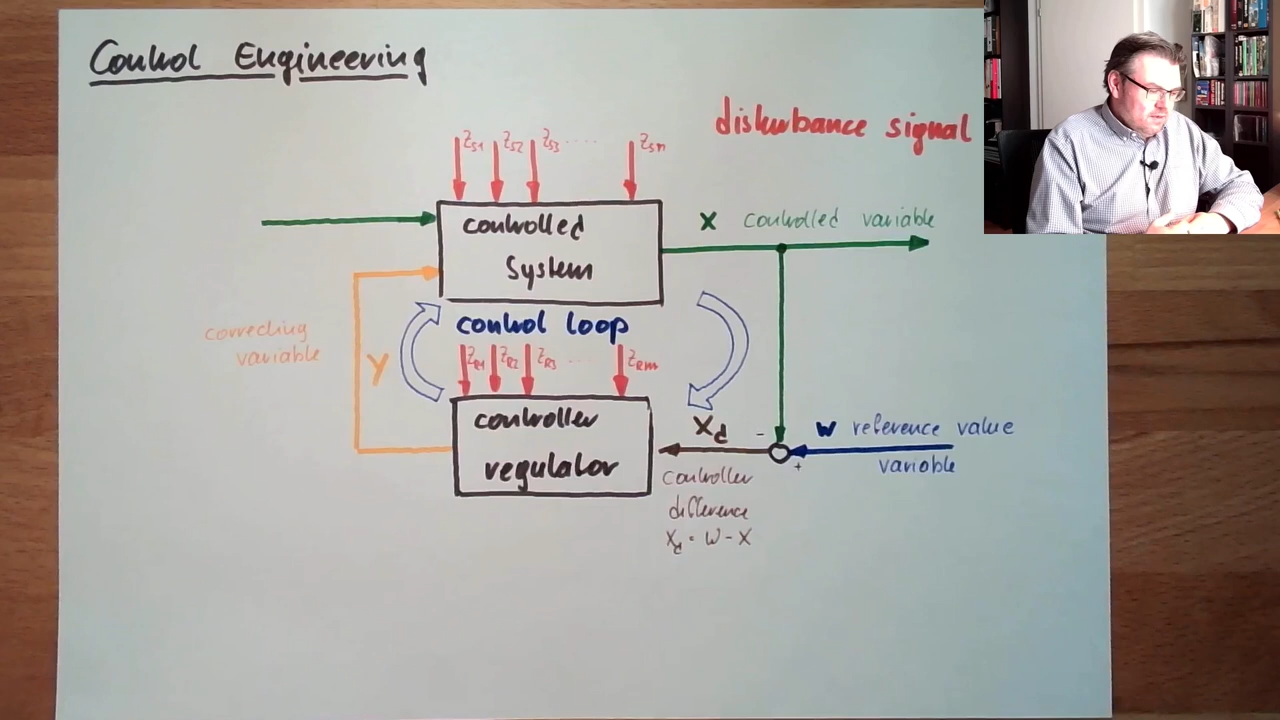 Control Engineering
disturbance signal
ZS1 ZS2 ZS3 ..... ZSn
controlled
System
X controlled variable
control loop
correcting
variable
Y
ZR1 ZR2 ZR3 ... ZRm
controller
regulator
Xd
-
+
W reference value
variable
controller
difference
Xd = W - X